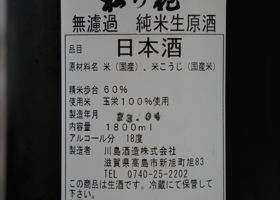 松の花
無濾過 純米生原酒
品目 日本酒
原材料名 米(国産)、米こうじ(国産米)
精米歩合 60%
使用米 玉栄100%使用
製造年月 23.04
内容量 1800ml
アルコール分 18度
製造者 川島酒造株式会社
滋賀県高島市新旭町旭83
TEL 0740-25-2202
この商品は生酒です。冷蔵にて保管して
下さい。